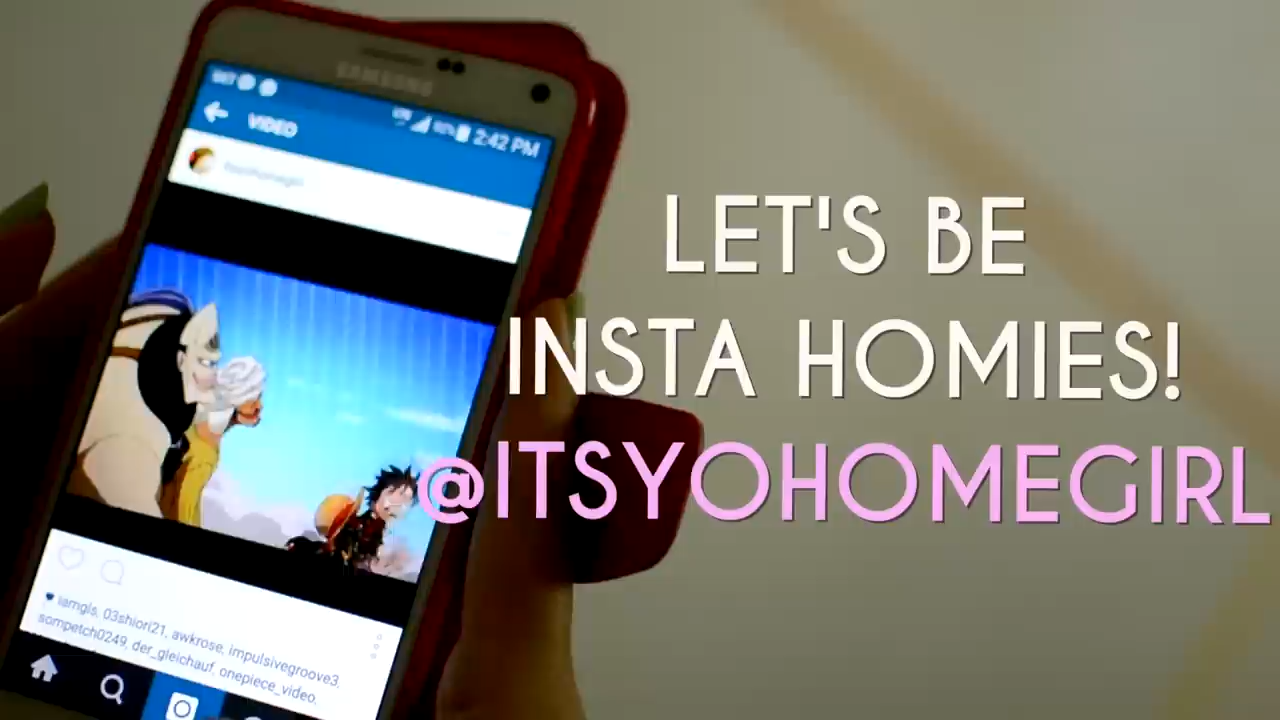 SAMSUNG
2:42 PM
VIDEO
LET'S BE
INSTA HOMIES!
@ITSYOHOMEGIRL
iamgls, 03shiori21, awkrose, impulsivegroove3,
sompetch0249, der_gleichauf, onepiece_video,